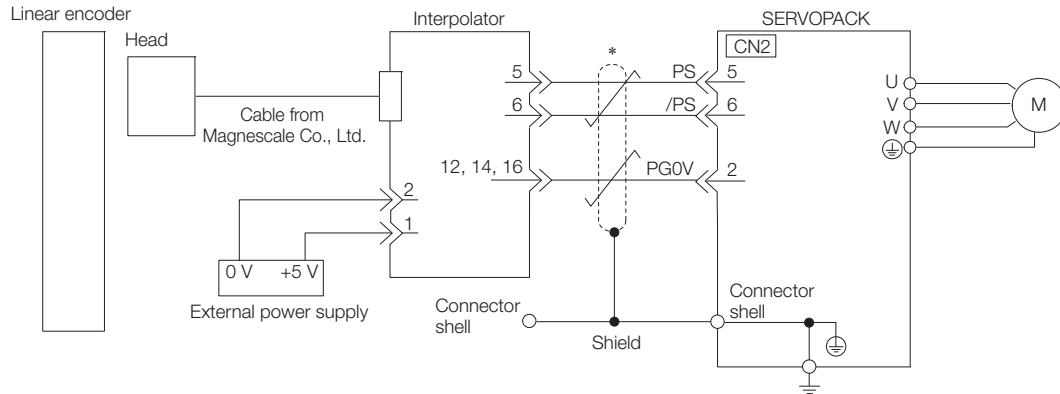 Linear encoder
Head
Interpolator
SERVOPACK
CN2
*
5
PS
5
6
/PS
6
Cable from
Magnescale Co., Ltd.
12, 14, 16
PG0V
2
2
1
0 V
+5 V
External power supply
U
V
W
M
Connector
shell
Shield
Connector
shell